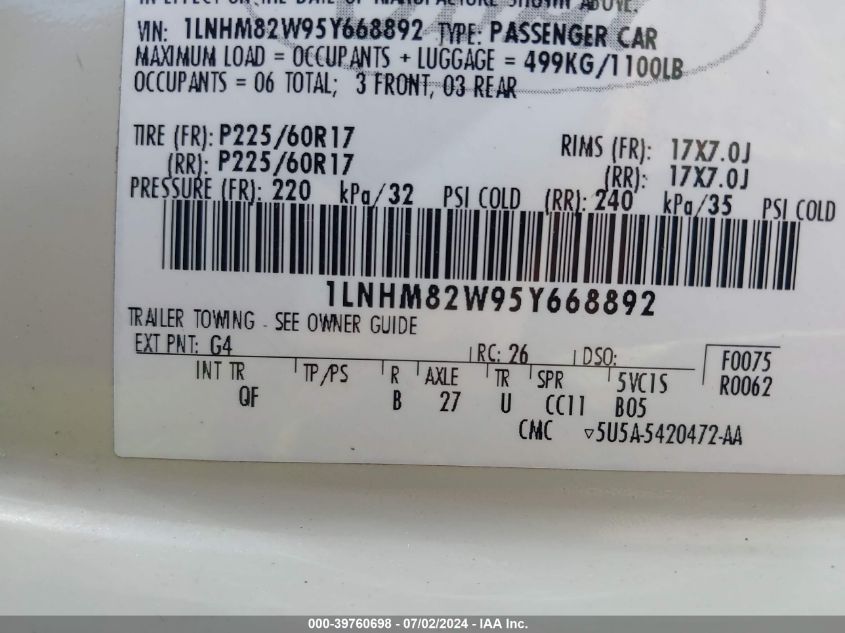 VIN: 1LNHM82W95Y668892 TYPE: PASSENGER CAR
MAXIMUM LOAD = OCCUPANTS + LUGGAGE = 499KG/1100LB
OCCUPANTS = 06 TOTAL; 3 FRONT, 03 REAR
TIRE (FR): P225/60R17 RIMS (FR): 17X7.0J
(RR): P225/60R17 (RR): 17X7.0J
PRESSURE (FR): 220 kPa/32 PSI COLD (RR): 240 kPa/35 PSI COLD
1LNHM82W95Y668892
TRAILER TOWING - SEE OWNER GUIDE
EXT PNT: G4 RC: 26 DSO: F0075
INT TR TP/PS R AXLE TR SPR 5VC1S R0062
QF B 27 U CC11 B05
CMC ▿5U5A-5420472-AA
000-39760698 - 07/02/2024 - IAA Inc.